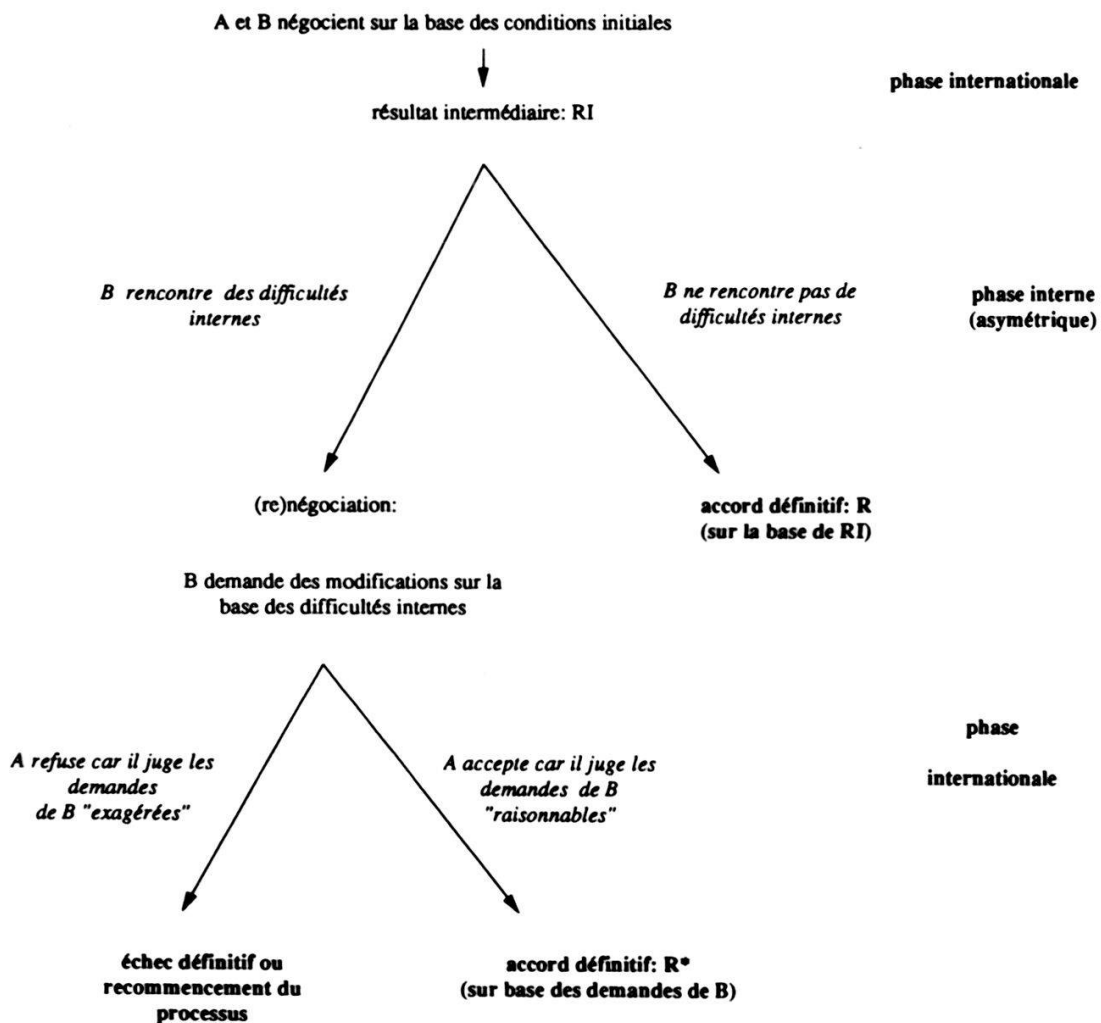 A et B négocient sur la base des conditions initiales
phase internationale
résultat intermédiaire: RI
B rencontre des difficultés
internes
B ne rencontre pas de
difficultés internes
phase interne
(asymétrique)
(re)négociation:
accord définitif: R
(sur la base de RI)
B demande des modifications sur la
base des difficultés internes
phase
internationale
A refuse car il juge les
demandes
de B "exagérées"
A accepte car il juge les
demandes de B
"raisonnables"
échec définitif ou
recommencement du
processus
accord définitif: R*
(sur base des demandes de B)